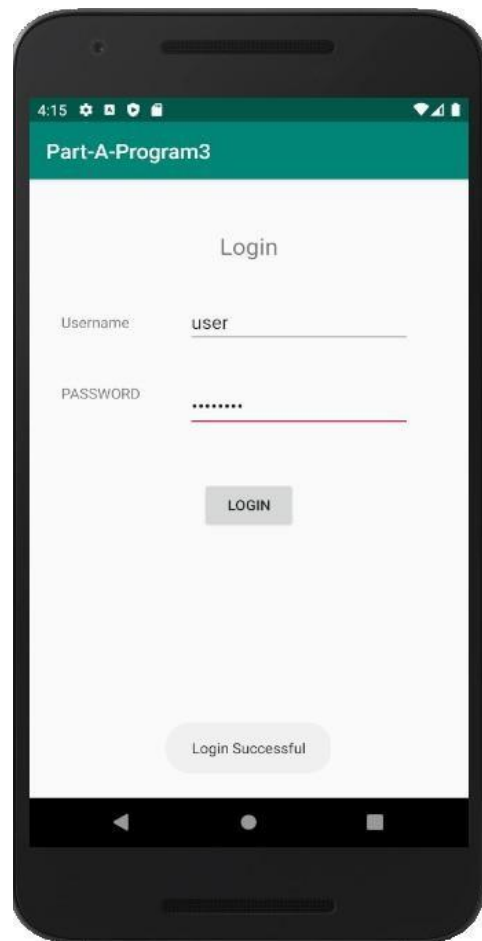 4:15
Part-A-Program3
Login
Username user
PASSWORD ••••••••
LOGIN
Login Successful